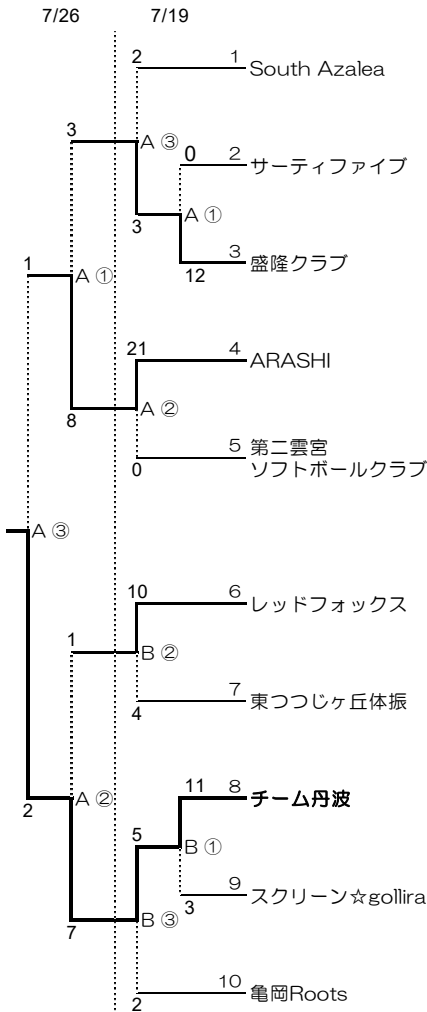 7/26 7/19
2 1 South Azalea
3 A ③
0 2 サーティファイブ
3 A ①
12 3 盛隆クラブ
1 A ①
21 4 ARASHI
8 A ②
0 5 第二雲宮
ソフトボールクラブ
A ③
10 6 レッドフォックス
1 B ②
4 7 東つつじヶ丘体振
11 8 チーム丹波
2 A ② 5 B ①
3 9 スクリーン☆gollira
7 B ③
2 10 亀岡Roots